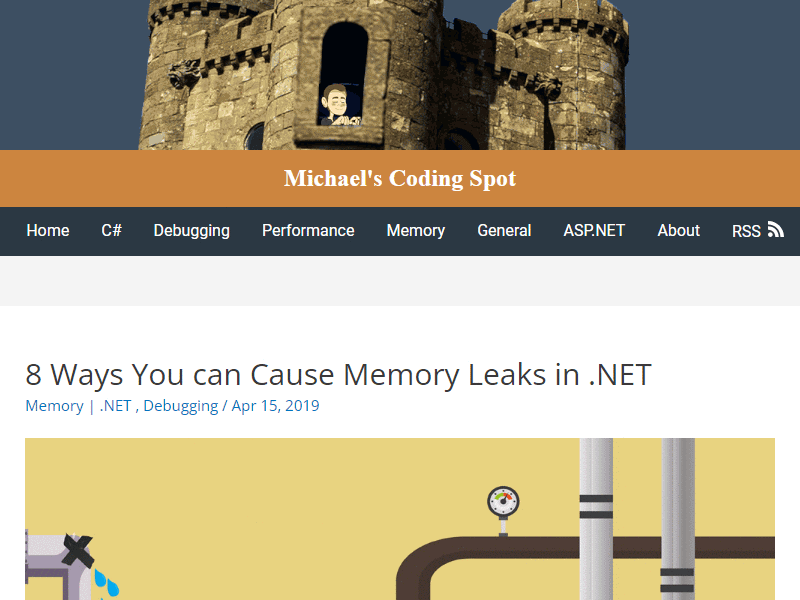 Michael's Coding Spot
Home C# Debugging Performance Memory General ASP.NET About RSS
8 Ways You can Cause Memory Leaks in .NET
Memory | .NET , Debugging / Apr 15, 2019